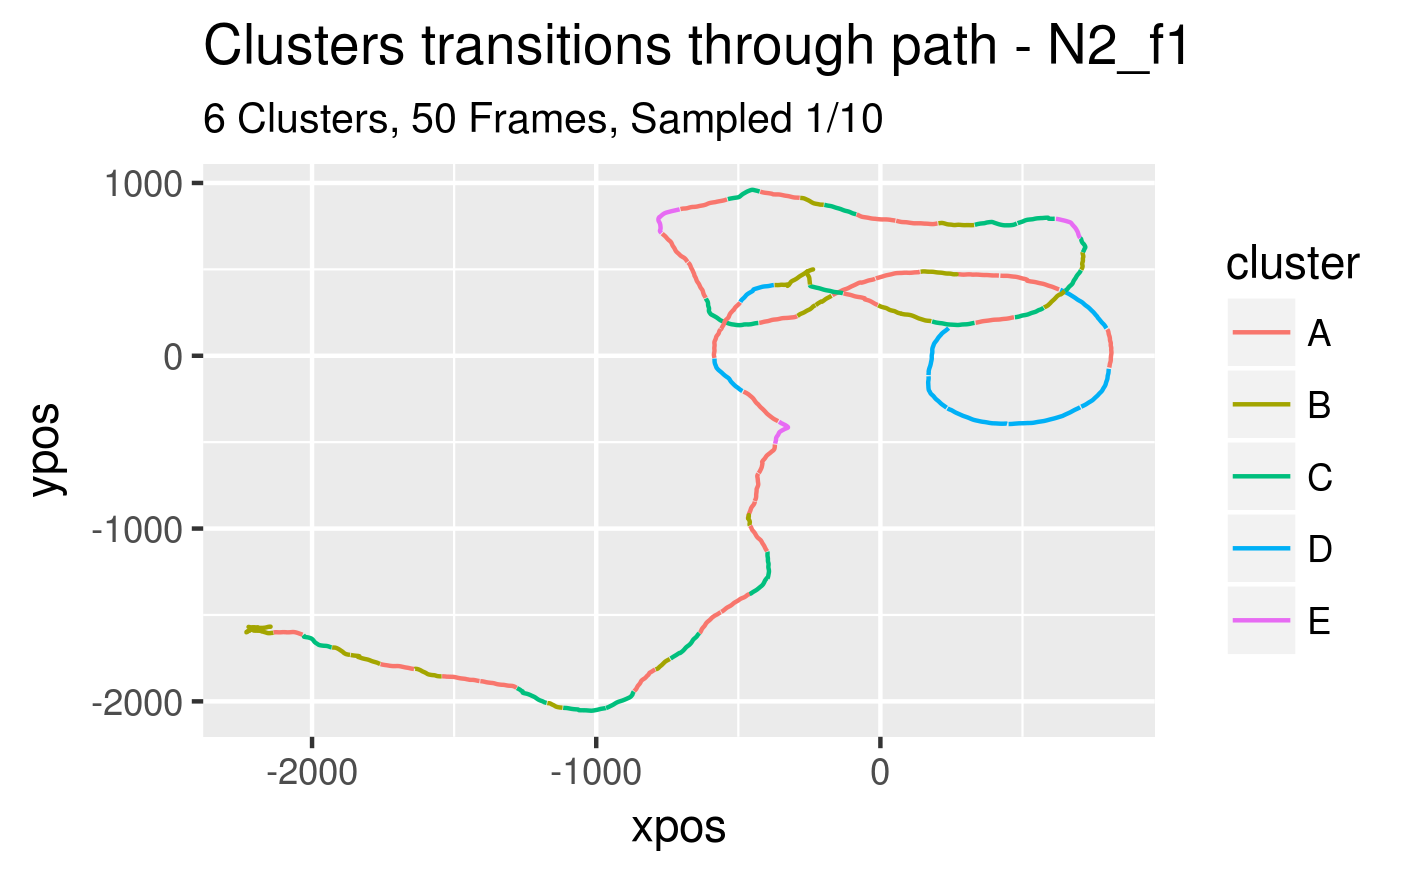 Clusters transitions through path - N2_f1
6 Clusters, 50 Frames, Sampled 1/10
1000
0
-1000
-2000
ypos
-2000
-1000
0
xpos
cluster
A
B
C
D
E